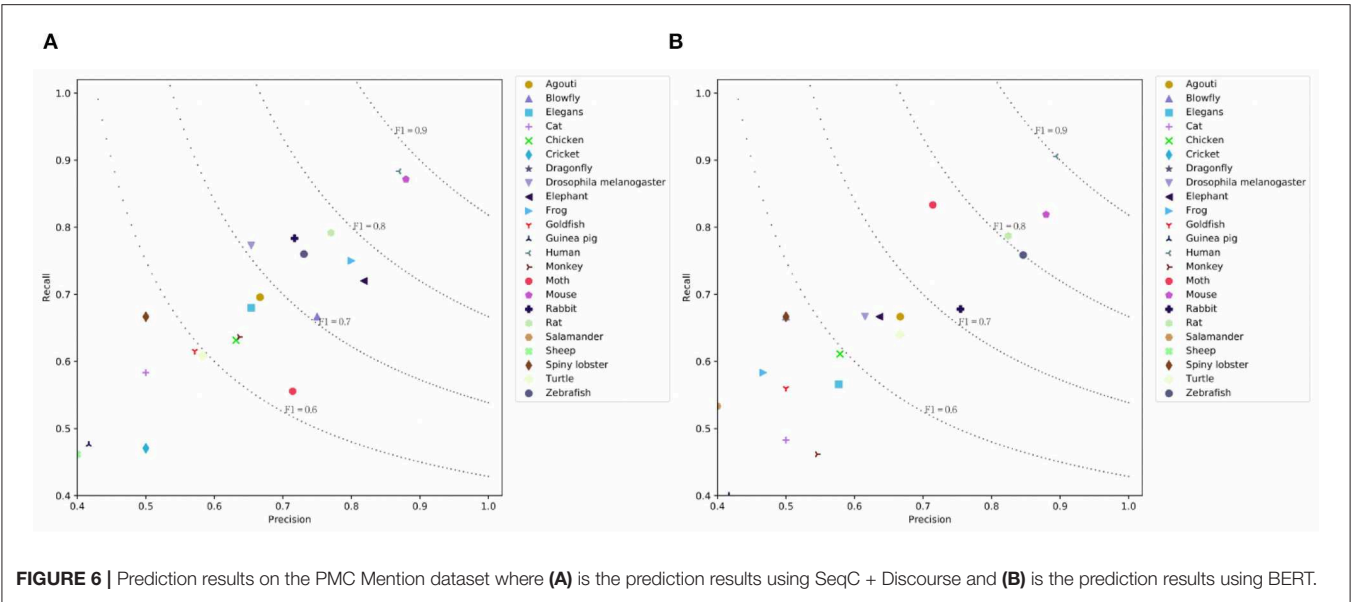 A
B
1.0
0.9
0.8
0.7
0.6
0.5
0.4
Recall
0.4 0.5 0.6 0.7 0.8 0.9 1.0
Precision
F1 = 0.9
F1 = 0.8
F1 = 0.7
F1 = 0.6
Agouti
Blowfly
Elegans
Cat
Chicken
Cricket
Dragonfly
Drosophila melanogaster
Elephant
Frog
Goldfish
Guinea pig
Human
Monkey
Moth
Mouse
Rabbit
Rat
Salamander
Sheep
Spiny lobster
Turtle
Zebrafish
1.0
0.9
0.8
0.7
0.6
0.5
0.4
Recall
0.4 0.5 0.6 0.7 0.8 0.9 1.0
Precision
F1 = 0.9
F1 = 0.8
F1 = 0.7
F1 = 0.6
Agouti
Blowfly
Elegans
Cat
Chicken
Cricket
Dragonfly
Drosophila melanogaster
Elephant
Frog
Goldfish
Guinea pig
Human
Monkey
Moth
Mouse
Rabbit
Rat
Salamander
Sheep
Spiny lobster
Turtle
Zebrafish
FIGURE 6 | Prediction results on the PMC Mention dataset where (A) is the prediction results using SeqC + Discourse and (B) is the prediction results using BERT.